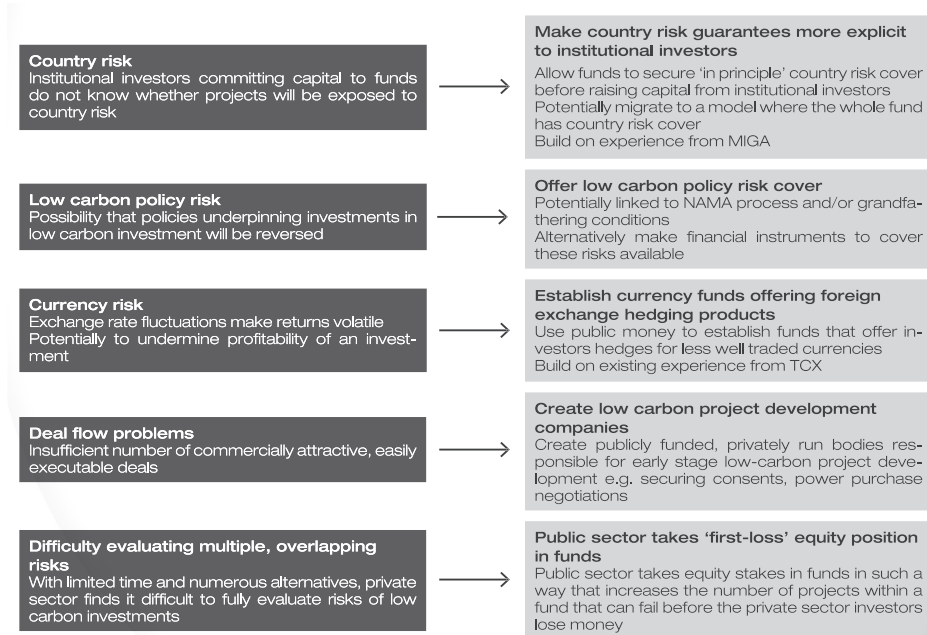 Country risk
Institutional investors committing capital to funds
do not know whether projects will be exposed to
country risk
Make country risk guarantees more explicit
to institutional investors
Allow funds to secure 'in principle' country risk cover
before raising capital from institutional investors
Potentially migrate to a model where the whole fund
has country risk cover
Build on experience from MIGA
Low carbon policy risk
Possibility that policies underpinning investments in
low carbon investment will be reversed
Offer low carbon policy risk cover
Potentially linked to NAMA process and/or grandfa-
thering conditions
Alternatively make financial instruments to cover
these risks available
Currency risk
Exchange rate fluctuations make returns volatile
Potentially to undermine profitability of an invest-
ment
Establish currency funds offering foreign
exchange hedging products
Use public money to establish funds that offer in-
vestors hedges for less well traded currencies
Build on existing experience from TCX
Deal flow problems
Insufficient number of commercially attractive, easily
executable deals
Create low carbon project development
companies
Create publicly funded, privately run bodies res-
ponsible for early stage low-carbon project deve-
lopment e.g. securing consents, power purchase
negotiations
Difficulty evaluating multiple, overlapping
risks
With limited time and numerous alternatives, private
sector finds it difficult to fully evaluate risks of low
carbon investments
Public sector takes 'first-loss' equity position
in funds
Public sector takes equity stakes in funds in such a
way that increases the number of projects within a
fund that can fail before the private sector investors
lose money